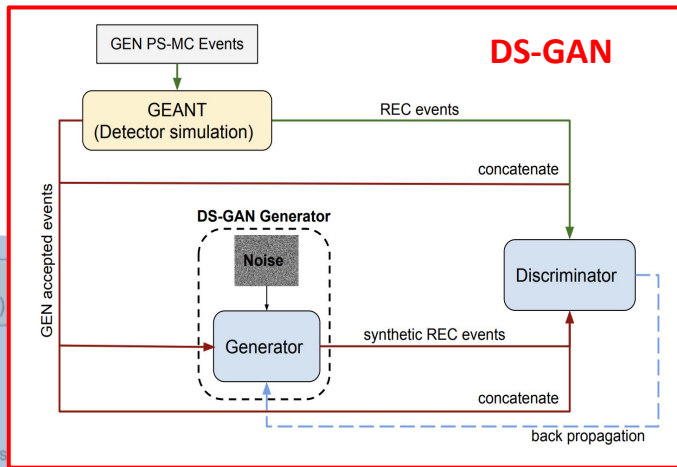 GEN PS-MC Events
DS-GAN
GEANT
(Detector simulation)
REC events
concatenate
DS-GAN Generator
GEN accepted events
Noise
Discriminator
Generator
synthetic REC events
concatenate
back propagation
)
s